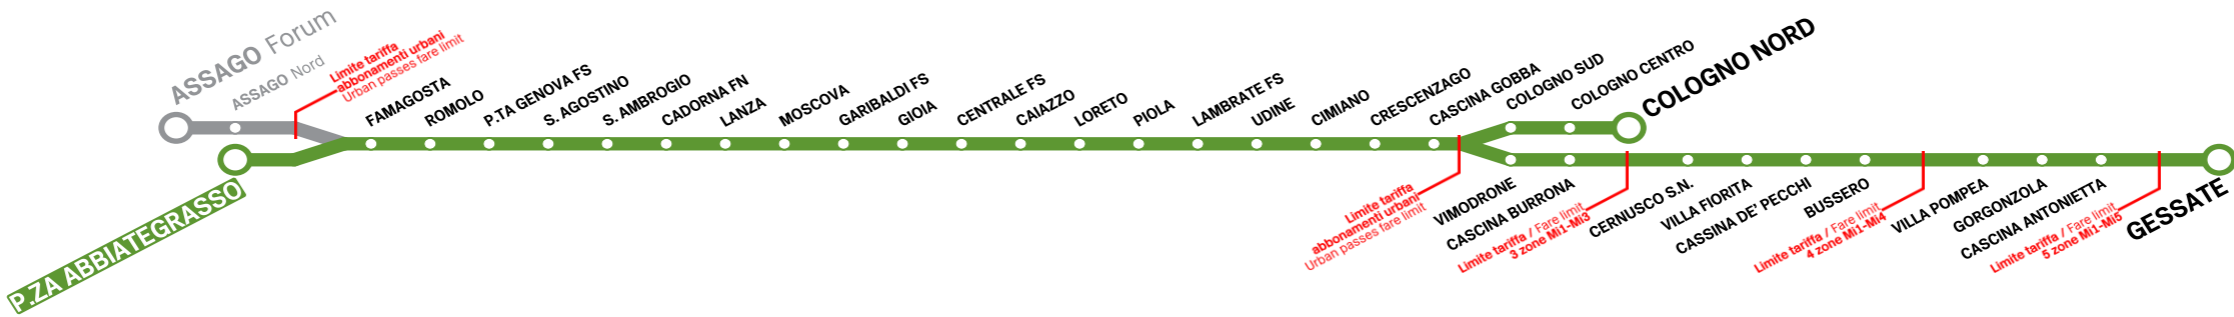 ASSAGO Forum
ASSAGO Nord
Limite tariffa
abbonamenti urbani
Urban passes fare limit
P.ZA ABBIATEGRASSO
FAMAGOSTA
ROMOLO
P.TA GENOVA FS
S. AGOSTINO
S. AMBROGIO
CADORNA FN
LANZA
MOSCOVA
GARIBALDI FS
GIOIA
CENTRALE FS
CAIAZZO
LORETO
PIOLA
LAMBRATE FS
UDINE
CIMIANO
CRESCENZAGO
CASCINA GOBBA
COLOGNO SUD
COLOGNO CENTRO
COLOGNO NORD
Limite tariffa
abbonamenti urbani
Urban passes fare limit
VIMODRONE
CASCINA BURRONA
Limite tariffa / Fare limit
3 zone Mi1-Mi3
CERNUSCO S.N.
VILLA FIORITA
CASSINA DE' PECCHI
BUSSERO
Limite tariffa / Fare limit
4 zone Mi1-Mi4
VILLA POMPEA
GORGONZOLA
CASCINA ANTONIETTA
Limite tariffa / Fare limit
5 zone Mi1-Mi5
GESSATE